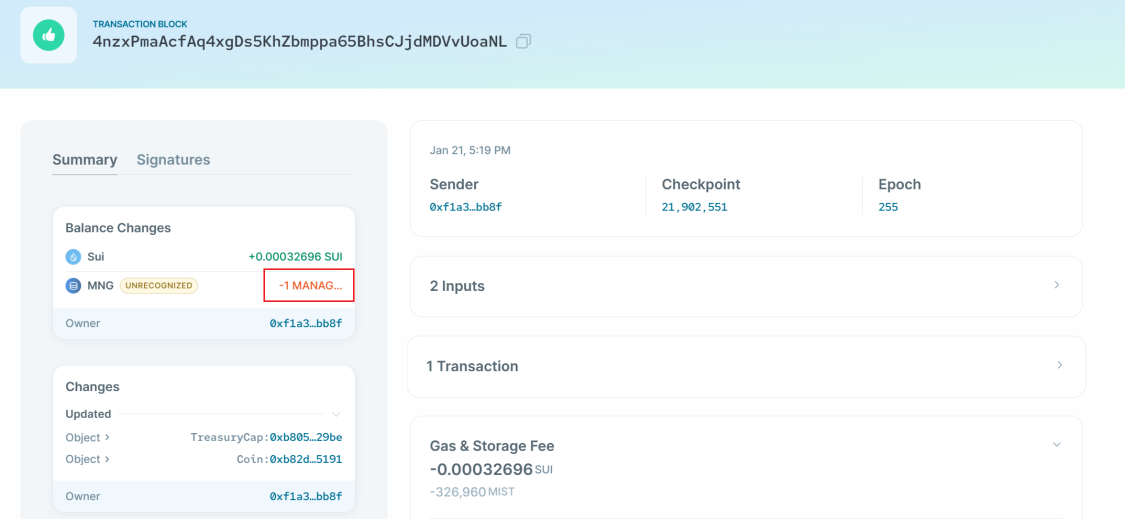 TRANSACTION BLOCK
4nzxPmaAcfAq4xgDs5KhZbmppa65BhsCJjdMDVvUoaNL
Summary Signatures
Balance Changes
Sui +0.00032696 SUI
MNG UNRECOGNIZED -1 MANAG...
Owner 0xf1a3…bb8f
Changes
Updated
Object TreasuryCap:0xb805…29be
Object Coin:0xb82d…5191
Owner 0xf1a3…bb8f
Jan 21, 5:19 PM
Sender Checkpoint Epoch
0xf1a3…bb8f 21,902,551 255
2 Inputs
1 Transaction
Gas & Storage Fee
-0.00032696 SUI
-326,960 MIST